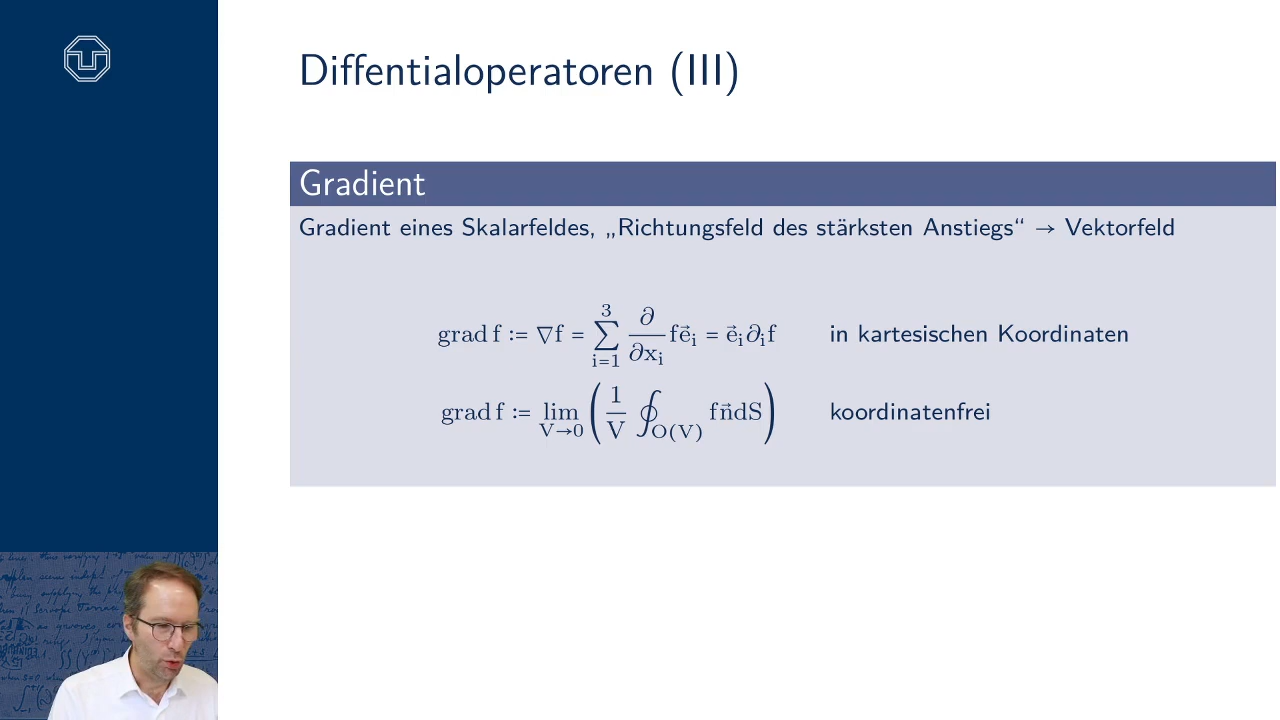 Diffentialoperatoren (III)
Gradient
Gradient eines Skalarfeldes, „Richtungsfeld des stärksten Anstiegs“ → Vektorfeld
grad f := ∇f = ∑_{i=1}^{3} ∂/∂x_i f e⃗_i = e⃗_i ∂_i f in kartesischen Koordinaten
grad f := lim_{V→0} ( 1/V ∮_{O(V)} f n⃗ dS ) koordinatenfrei